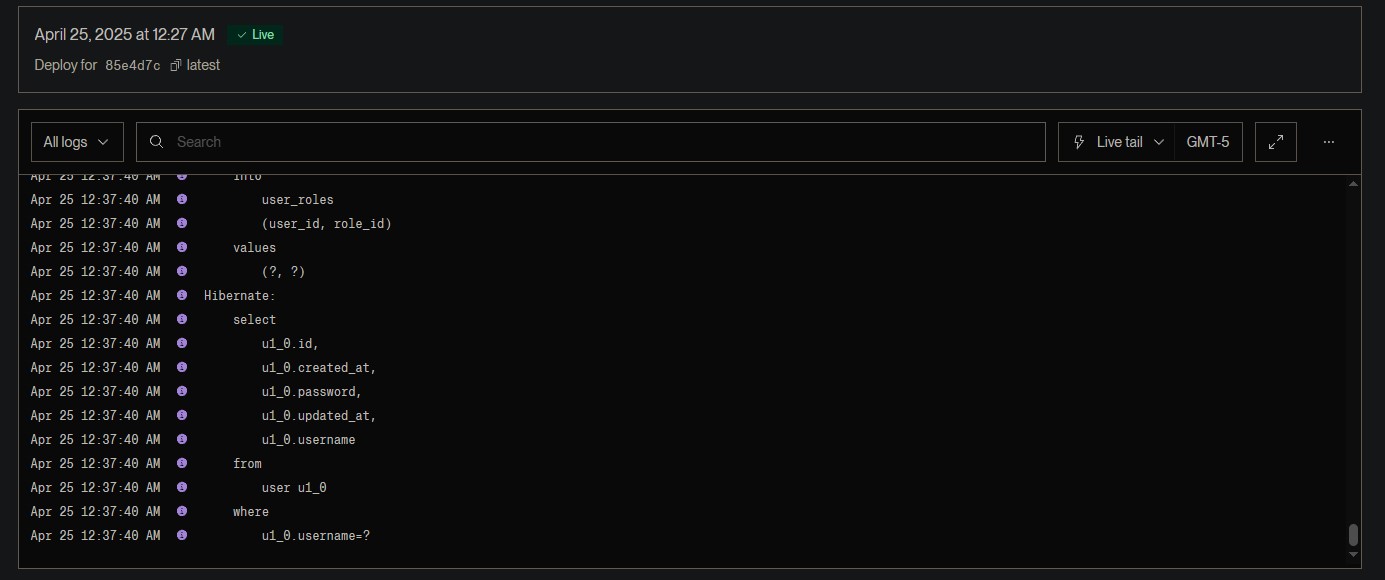 April 25, 2025 at 12:27 AM Live
Deploy for 85e4d7c latest
All logs Search Live tail GMT-5 ...
Apr 25 12:37:40 AM into
Apr 25 12:37:40 AM user_roles
Apr 25 12:37:40 AM (user_id, role_id)
Apr 25 12:37:40 AM values
Apr 25 12:37:40 AM (?, ?)
Apr 25 12:37:40 AM Hibernate:
Apr 25 12:37:40 AM select
Apr 25 12:37:40 AM u1_0.id,
Apr 25 12:37:40 AM u1_0.created_at,
Apr 25 12:37:40 AM u1_0.password,
Apr 25 12:37:40 AM u1_0.updated_at,
Apr 25 12:37:40 AM u1_0.username
Apr 25 12:37:40 AM from
Apr 25 12:37:40 AM user u1_0
Apr 25 12:37:40 AM where
Apr 25 12:37:40 AM u1_0.username=?